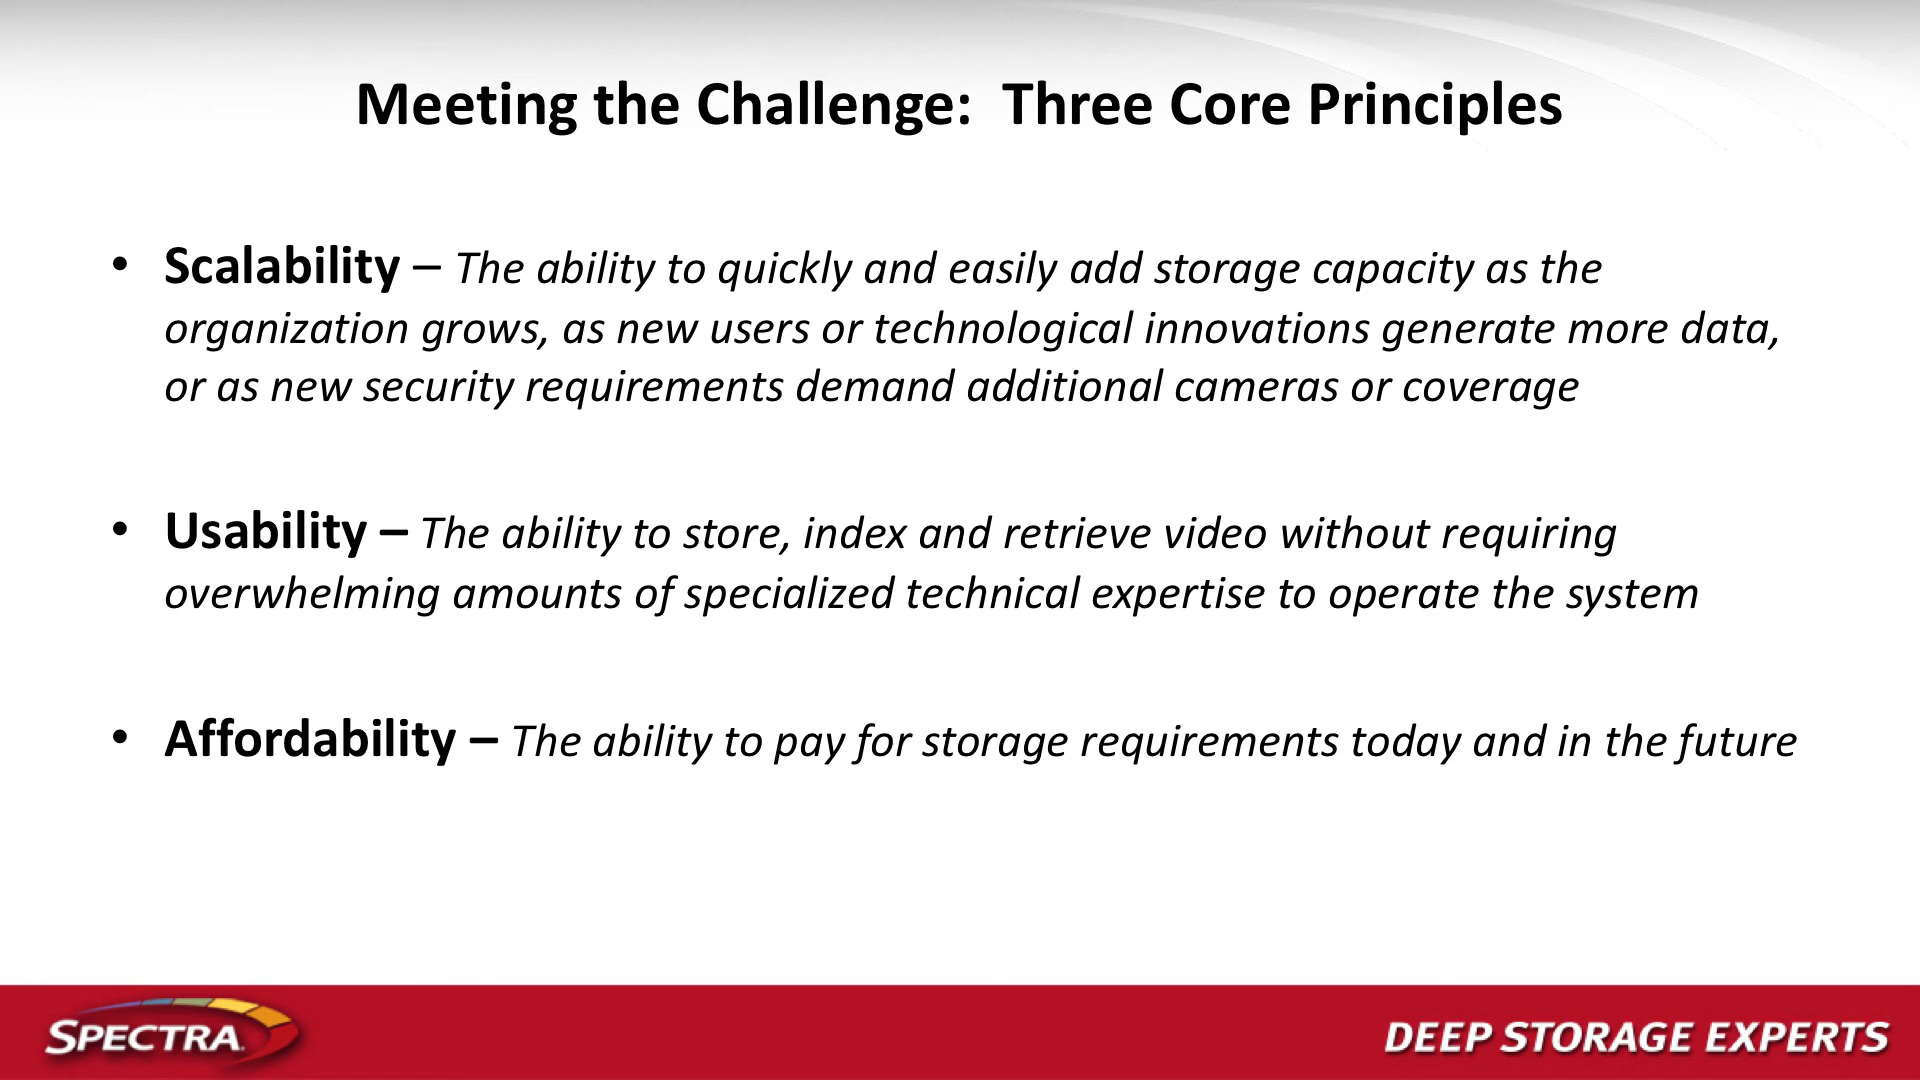 Meeting the Challenge:  Three Core Principles
• Scalability – The ability to quickly and easily add storage capacity as the
organization grows, as new users or technological innovations generate more data,
or as new security requirements demand additional cameras or coverage
• Usability – The ability to store, index and retrieve video without requiring
overwhelming amounts of specialized technical expertise to operate the system
• Affordability – The ability to pay for storage requirements today and in the future
SPECTRA
DEEP STORAGE EXPERTS